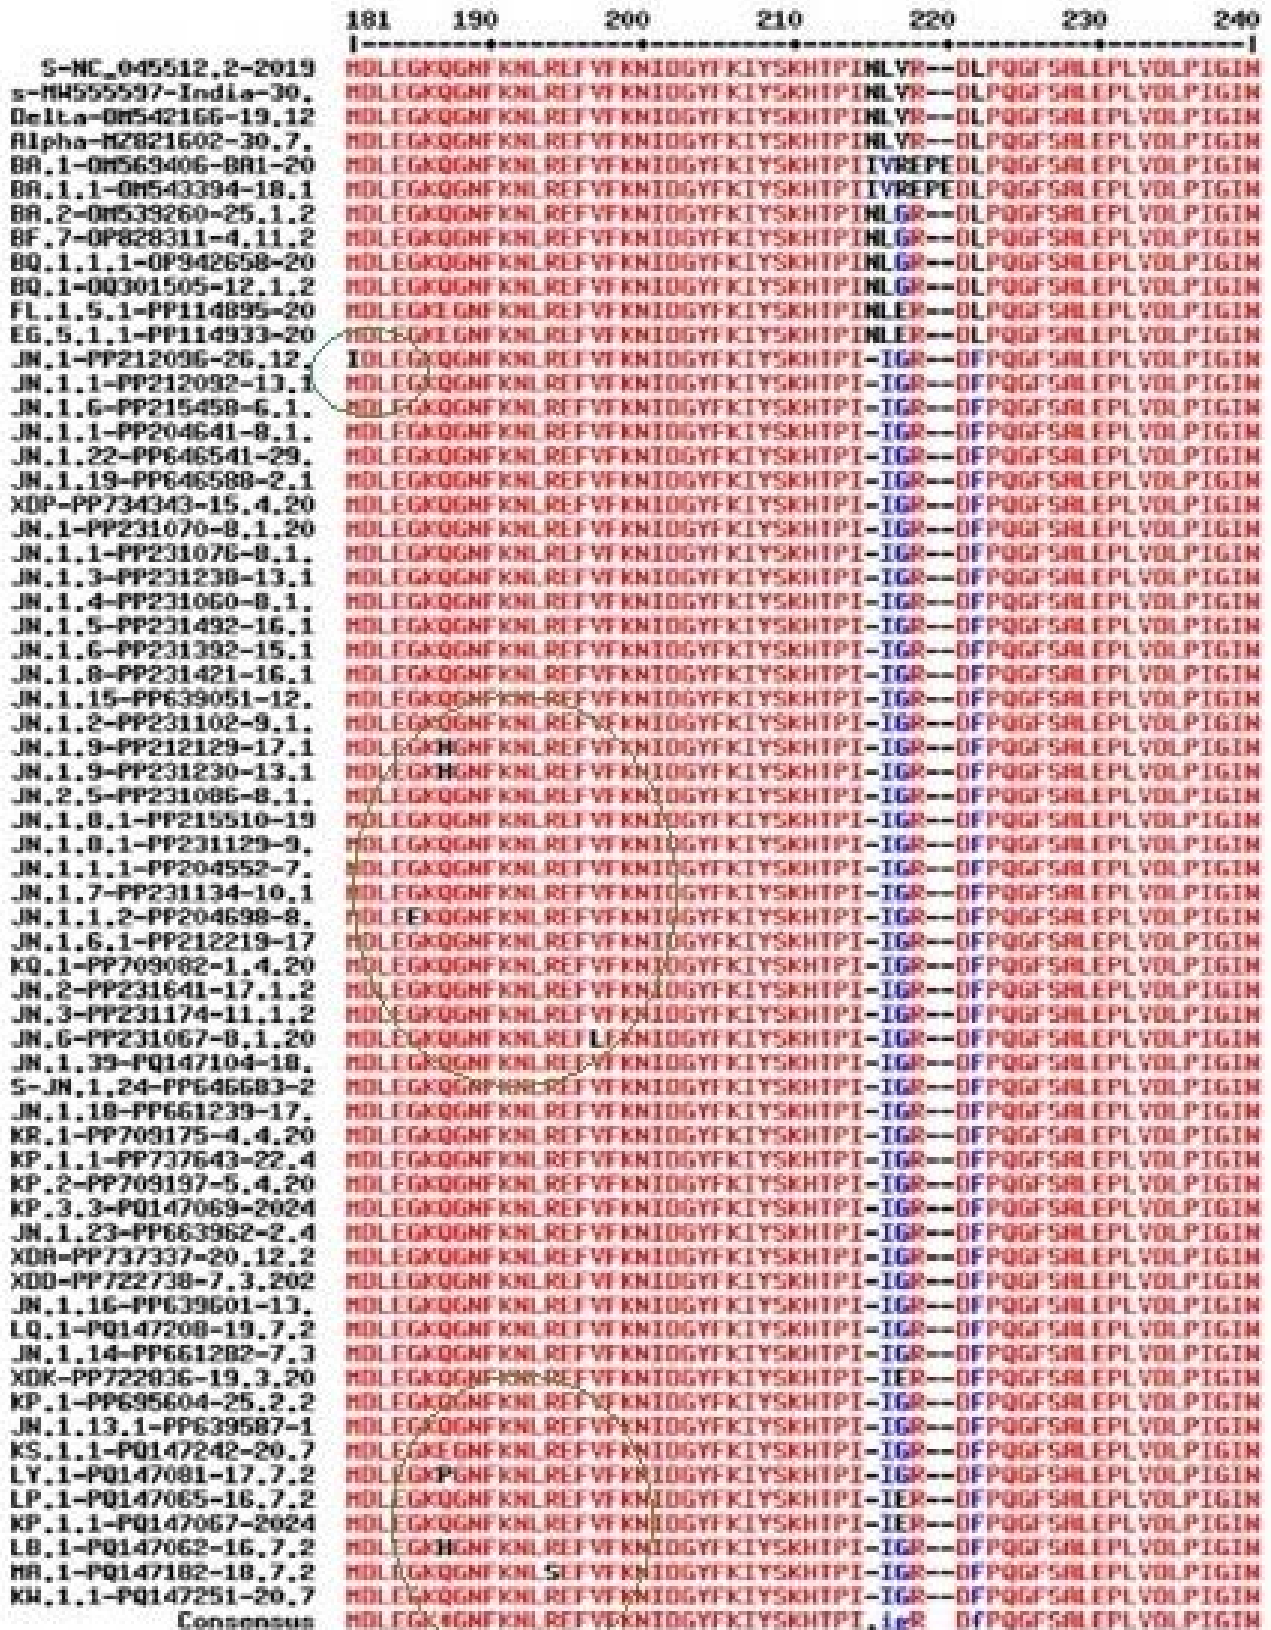 181 190 200 210 220 230 240
|--------+---------+---------+---------+---------+---------|
S-NC_045512.2-2019 MDLEGKQGNFKNLREFVFKNIDGYFKIYSKHTPINLVR--DLPQGFSALEPLVDLPIGIN
s-MW555597-India-30. MDLEGKQGNFKNLREFVFKNIDGYFKIYSKHTPINLVR--DLPQGFSALEPLVDLPIGIN
Delta-OM542166-19.12 MDLEGKQGNFKNLREFVFKNIDGYFKIYSKHTPINLVR--DLPQGFSALEPLVDLPIGIN
Alpha-MZ821602-30.7. MDLEGKQGNFKNLREFVFKNIDGYFKIYSKHTPINLVR--DLPQGFSALEPLVDLPIGIN
BA.1-OM569406-BA1-20 MDLEGKQGNFKNLREFVFKNIDGYFKIYSKHTPIIVREPEDLPQGFSALEPLVDLPIGIN
BA.1.1-OM543394-18.1 MDLEGKQGNFKNLREFVFKNIDGYFKIYSKHTPIIVREPEDLPQGFSALEPLVDLPIGIN
BA.2-OM539260-25.1.2 MDLEGKQGNFKNLREFVFKNIDGYFKIYSKHTPINLGR--DLPQGFSALEPLVDLPIGIN
BF.7-OP828311-4.11.2 MDLEGKQGNFKNLREFVFKNIDGYFKIYSKHTPINLGR--DLPQGFSALEPLVDLPIGIN
BQ.1.1.1-OP942658-20 MDLEGKQGNFKNLREFVFKNIDGYFKIYSKHTPINLGR--DLPQGFSALEPLVDLPIGIN
BQ.1-OQ301505-12.1.2 MDLEGKQGNFKNLREFVFKNIDGYFKIYSKHTPINLGR--DLPQGFSALEPLVDLPIGIN
FL.1.5.1-PP114895-20 MDLEGKEGNFKNLREFVFKNIDGYFKIYSKHTPINLER--DLPQGFSALEPLVDLPIGIN
EG.5.1.1-PP114933-20 MDLEGKEGNFKNLREFVFKNIDGYFKIYSKHTPINLER--DLPQGFSALEPLVDLPIGIN
JN.1-PP212096-26.12. IDLEGKQGNFKNLREFVFKNIDGYFKIYSKHTPI-IGR--DFPQGFSALEPLVDLPIGIN
JN.1.1-PP212092-13.1 MDLEGKQGNFKNLREFVFKNIDGYFKIYSKHTPI-IGR--DFPQGFSALEPLVDLPIGIN
JN.1.6-PP215458-6.1. MDLEGKQGNFKNLREFVFKNIDGYFKIYSKHTPI-IGR--DFPQGFSALEPLVDLPIGIN
JN.1.1-PP204641-8.1. MDLEGKQGNFKNLREFVFKNIDGYFKIYSKHTPI-IGR--DFPQGFSALEPLVDLPIGIN
JN.1.22-PP646541-29. MDLEGKQGNFKNLREFVFKNIDGYFKIYSKHTPI-IGR--DFPQGFSALEPLVDLPIGIN
JN.1.19-PP646588-2.1 MDLEGKQGNFKNLREFVFKNIDGYFKIYSKHTPI-IGR--DFPQGFSALEPLVDLPIGIN
XDP-PP734343-15.4.20 MDLEGKQGNFKNLREFVFKNIDGYFKIYSKHTPI-IGR--DFPQGFSALEPLVDLPIGIN
JN.1-PP231070-8.1.20 MDLEGKQGNFKNLREFVFKNIDGYFKIYSKHTPI-IGR--DFPQGFSALEPLVDLPIGIN
JN.1.1-PP231076-8.1. MDLEGKQGNFKNLREFVFKNIDGYFKIYSKHTPI-IGR--DFPQGFSALEPLVDLPIGIN
JN.1.3-PP231238-13.1 MDLEGKQGNFKNLREFVFKNIDGYFKIYSKHTPI-IGR--DFPQGFSALEPLVDLPIGIN
JN.1.4-PP231060-8.1. MDLEGKQGNFKNLREFVFKNIDGYFKIYSKHTPI-IGR--DFPQGFSALEPLVDLPIGIN
JN.1.5-PP231492-16.1 MDLEGKQGNFKNLREFVFKNIDGYFKIYSKHTPI-IGR--DFPQGFSALEPLVDLPIGIN
JN.1.6-PP231392-15.1 MDLEGKQGNFKNLREFVFKNIDGYFKIYSKHTPI-IGR--DFPQGFSALEPLVDLPIGIN
JN.1.8-PP231421-16.1 MDLEGKQGNFKNLREFVFKNIDGYFKIYSKHTPI-IGR--DFPQGFSALEPLVDLPIGIN
JN.1.15-PP639051-12. MDLEGKQGNFKNLREFVFKNIDGYFKIYSKHTPI-IGR--DFPQGFSALEPLVDLPIGIN
JN.1.2-PP231102-9.1. MDLEGKQGNFKNLREFVFKNIDGYFKIYSKHTPI-IGR--DFPQGFSALEPLVDLPIGIN
JN.1.9-PP212129-17.1 MDLEGKHGNFKNLREFVFKNIDGYFKIYSKHTPI-IGR--DFPQGFSALEPLVDLPIGIN
JN.1.9-PP231230-13.1 MDLEGKHGNFKNLREFVFKNIDGYFKIYSKHTPI-IGR--DFPQGFSALEPLVDLPIGIN
JN.2.5-PP231086-8.1. MDLEGKQGNFKNLREFVFKNIDGYFKIYSKHTPI-IGR--DFPQGFSALEPLVDLPIGIN
JN.1.8.1-PP215510-19 MDLEGKQGNFKNLREFVFKNIDGYFKIYSKHTPI-IGR--DFPQGFSALEPLVDLPIGIN
JN.1.8.1-PP231129-9. MDLEGKQGNFKNLREFVFKNIDGYFKIYSKHTPI-IGR--DFPQGFSALEPLVDLPIGIN
JN.1.1.1-PP204552-7. MDLEGKQGNFKNLREFVFKNIDGYFKIYSKHTPI-IGR--DFPQGFSALEPLVDLPIGIN
JN.1.7-PP231134-10.1 MDLEGKQGNFKNLREFVFKNIDGYFKIYSKHTPI-IGR--DFPQGFSALEPLVDLPIGIN
JN.1.1.2-PP204698-8. MDLEEKQGNFKNLREFVFKNIDGYFKIYSKHTPI-IGR--DFPQGFSALEPLVDLPIGIN
JN.1.6.1-PP212219-17 MDLEGKQGNFKNLREFVFKNIDGYFKIYSKHTPI-IGR--DFPQGFSALEPLVDLPIGIN
KQ.1-PP709082-1.4.20 MDLEGKQGNFKNLREFVFKNIDGYFKIYSKHTPI-IGR--DFPQGFSALEPLVDLPIGIN
JN.2-PP231641-17.1.2 MDLEGKQGNFKNLREFVFKNIDGYFKIYSKHTPI-IGR--DFPQGFSALEPLVDLPIGIN
JN.3-PP231174-11.1.2 MDLEGKQGNFKNLREFVFKNIDGYFKIYSKHTPI-IGR--DFPQGFSALEPLVDLPIGIN
JN.6-PP231067-8.1.20 MDLEGKQGNFKNLREFLFKNIDGYFKIYSKHTPI-IGR--DFPQGFSALEPLVDLPIGIN
JN.1.39-PQ147104-18. MDLEGKQGNFKNLREFVFKNIDGYFKIYSKHTPI-IGR--DFPQGFSALEPLVDLPIGIN
S-JN.1.24-PP646683-2 MDLEGKQGNFKNLREFVFKNIDGYFKIYSKHTPI-IGR--DFPQGFSALEPLVDLPIGIN
JN.1.18-PP661239-17. MDLEGKQGNFKNLREFVFKNIDGYFKIYSKHTPI-IGR--DFPQGFSALEPLVDLPIGIN
KR.1-PP709175-4.4.20 MDLEGKQGNFKNLREFVFKNIDGYFKIYSKHTPI-IGR--DFPQGFSALEPLVDLPIGIN
KP.1.1-PP737643-22.4 MDLEGKQGNFKNLREFVFKNIDGYFKIYSKHTPI-IGR--DFPQGFSALEPLVDLPIGIN
KP.2-PP709197-5.4.20 MDLEGKQGNFKNLREFVFKNIDGYFKIYSKHTPI-IGR--DFPQGFSALEPLVDLPIGIN
KP.3.3-PQ147069-2024 MDLEGKQGNFKNLREFVFKNIDGYFKIYSKHTPI-IGR--DFPQGFSALEPLVDLPIGIN
JN.1.23-PP663962-2.4 MDLEGKQGNFKNLREFVFKNIDGYFKIYSKHTPI-IGR--DFPQGFSALEPLVDLPIGIN
XDA-PP737337-20.12.2 MDLEGKQGNFKNLREFVFKNIDGYFKIYSKHTPI-IGR--DFPQGFSALEPLVDLPIGIN
XDD-PP722738-7.3.202 MDLEGKQGNFKNLREFVFKNIDGYFKIYSKHTPI-IGR--DFPQGFSALEPLVDLPIGIN
JN.1.16-PP639601-13. MDLEGKQGNFKNLREFVFKNIDGYFKIYSKHTPI-IGR--DFPQGFSALEPLVDLPIGIN
LQ.1-PQ147208-19.7.2 MDLEGKQGNFKNLREFVFKNIDGYFKIYSKHTPI-IGR--DFPQGFSALEPLVDLPIGIN
JN.1.14-PP661282-7.3 MDLEGKQGNFKNLREFVFKNIDGYFKIYSKHTPI-IGR--DFPQGFSALEPLVDLPIGIN
XDK-PP722836-19.3.20 MDLEGKQGNFKNLREFVFKNIDGYFKIYSKHTPI-IER--DFPQGFSALEPLVDLPIGIN
KP.1-PP695604-25.2.2 MDLEGKQGNFKNLREFVFKNIDGYFKIYSKHTPI-IGR--DFPQGFSALEPLVDLPIGIN
JN.1.13.1-PP639587-1 MDLEGKQGNFKNLREFVFKNIDGYFKIYSKHTPI-IGR--DFPQGFSALEPLVDLPIGIN
KS.1.1-PQ147242-20.7 MDLEGKEGNFKNLREFVFKNIDGYFKIYSKHTPI-IGR--DFPQGFSALEPLVDLPIGIN
LY.1-PQ147081-17.7.2 MDLEGKPGNFKNLREFVFKNIDGYFKIYSKHTPI-IGR--DFPQGFSALEPLVDLPIGIN
LP.1-PQ147065-16.7.2 MDLEGKQGNFKNLREFVFKNIDGYFKIYSKHTPI-IER--DFPQGFSALEPLVDLPIGIN
KP.1.1-PQ147067-2024 MDLEGKQGNFKNLREFVFKNIDGYFKIYSKHTPI-IER--DFPQGFSALEPLVDLPIGIN
LB.1-PQ147062-16.7.2 MDLEGKHGNFKNLREFVFKNIDGYFKIYSKHTPI-IGR--DFPQGFSALEPLVDLPIGIN
MA.1-PQ147182-18.7.2 MDLEGKQGNFKNLSEFVFKNIDGYFKIYSKHTPI-IGR--DFPQGFSALEPLVDLPIGIN
KW.1.1-PQ147251-20.7 MDLEGKQGNFKNLREFVFKNIDGYFKIYSKHTPI-IGR--DFPQGFSALEPLVDLPIGIN
Consensus MDLEGK#GNFKNLREFVFKNIDGYFKIYSKHTPI.igR DfPQGFSALEPLVDLPIGIN